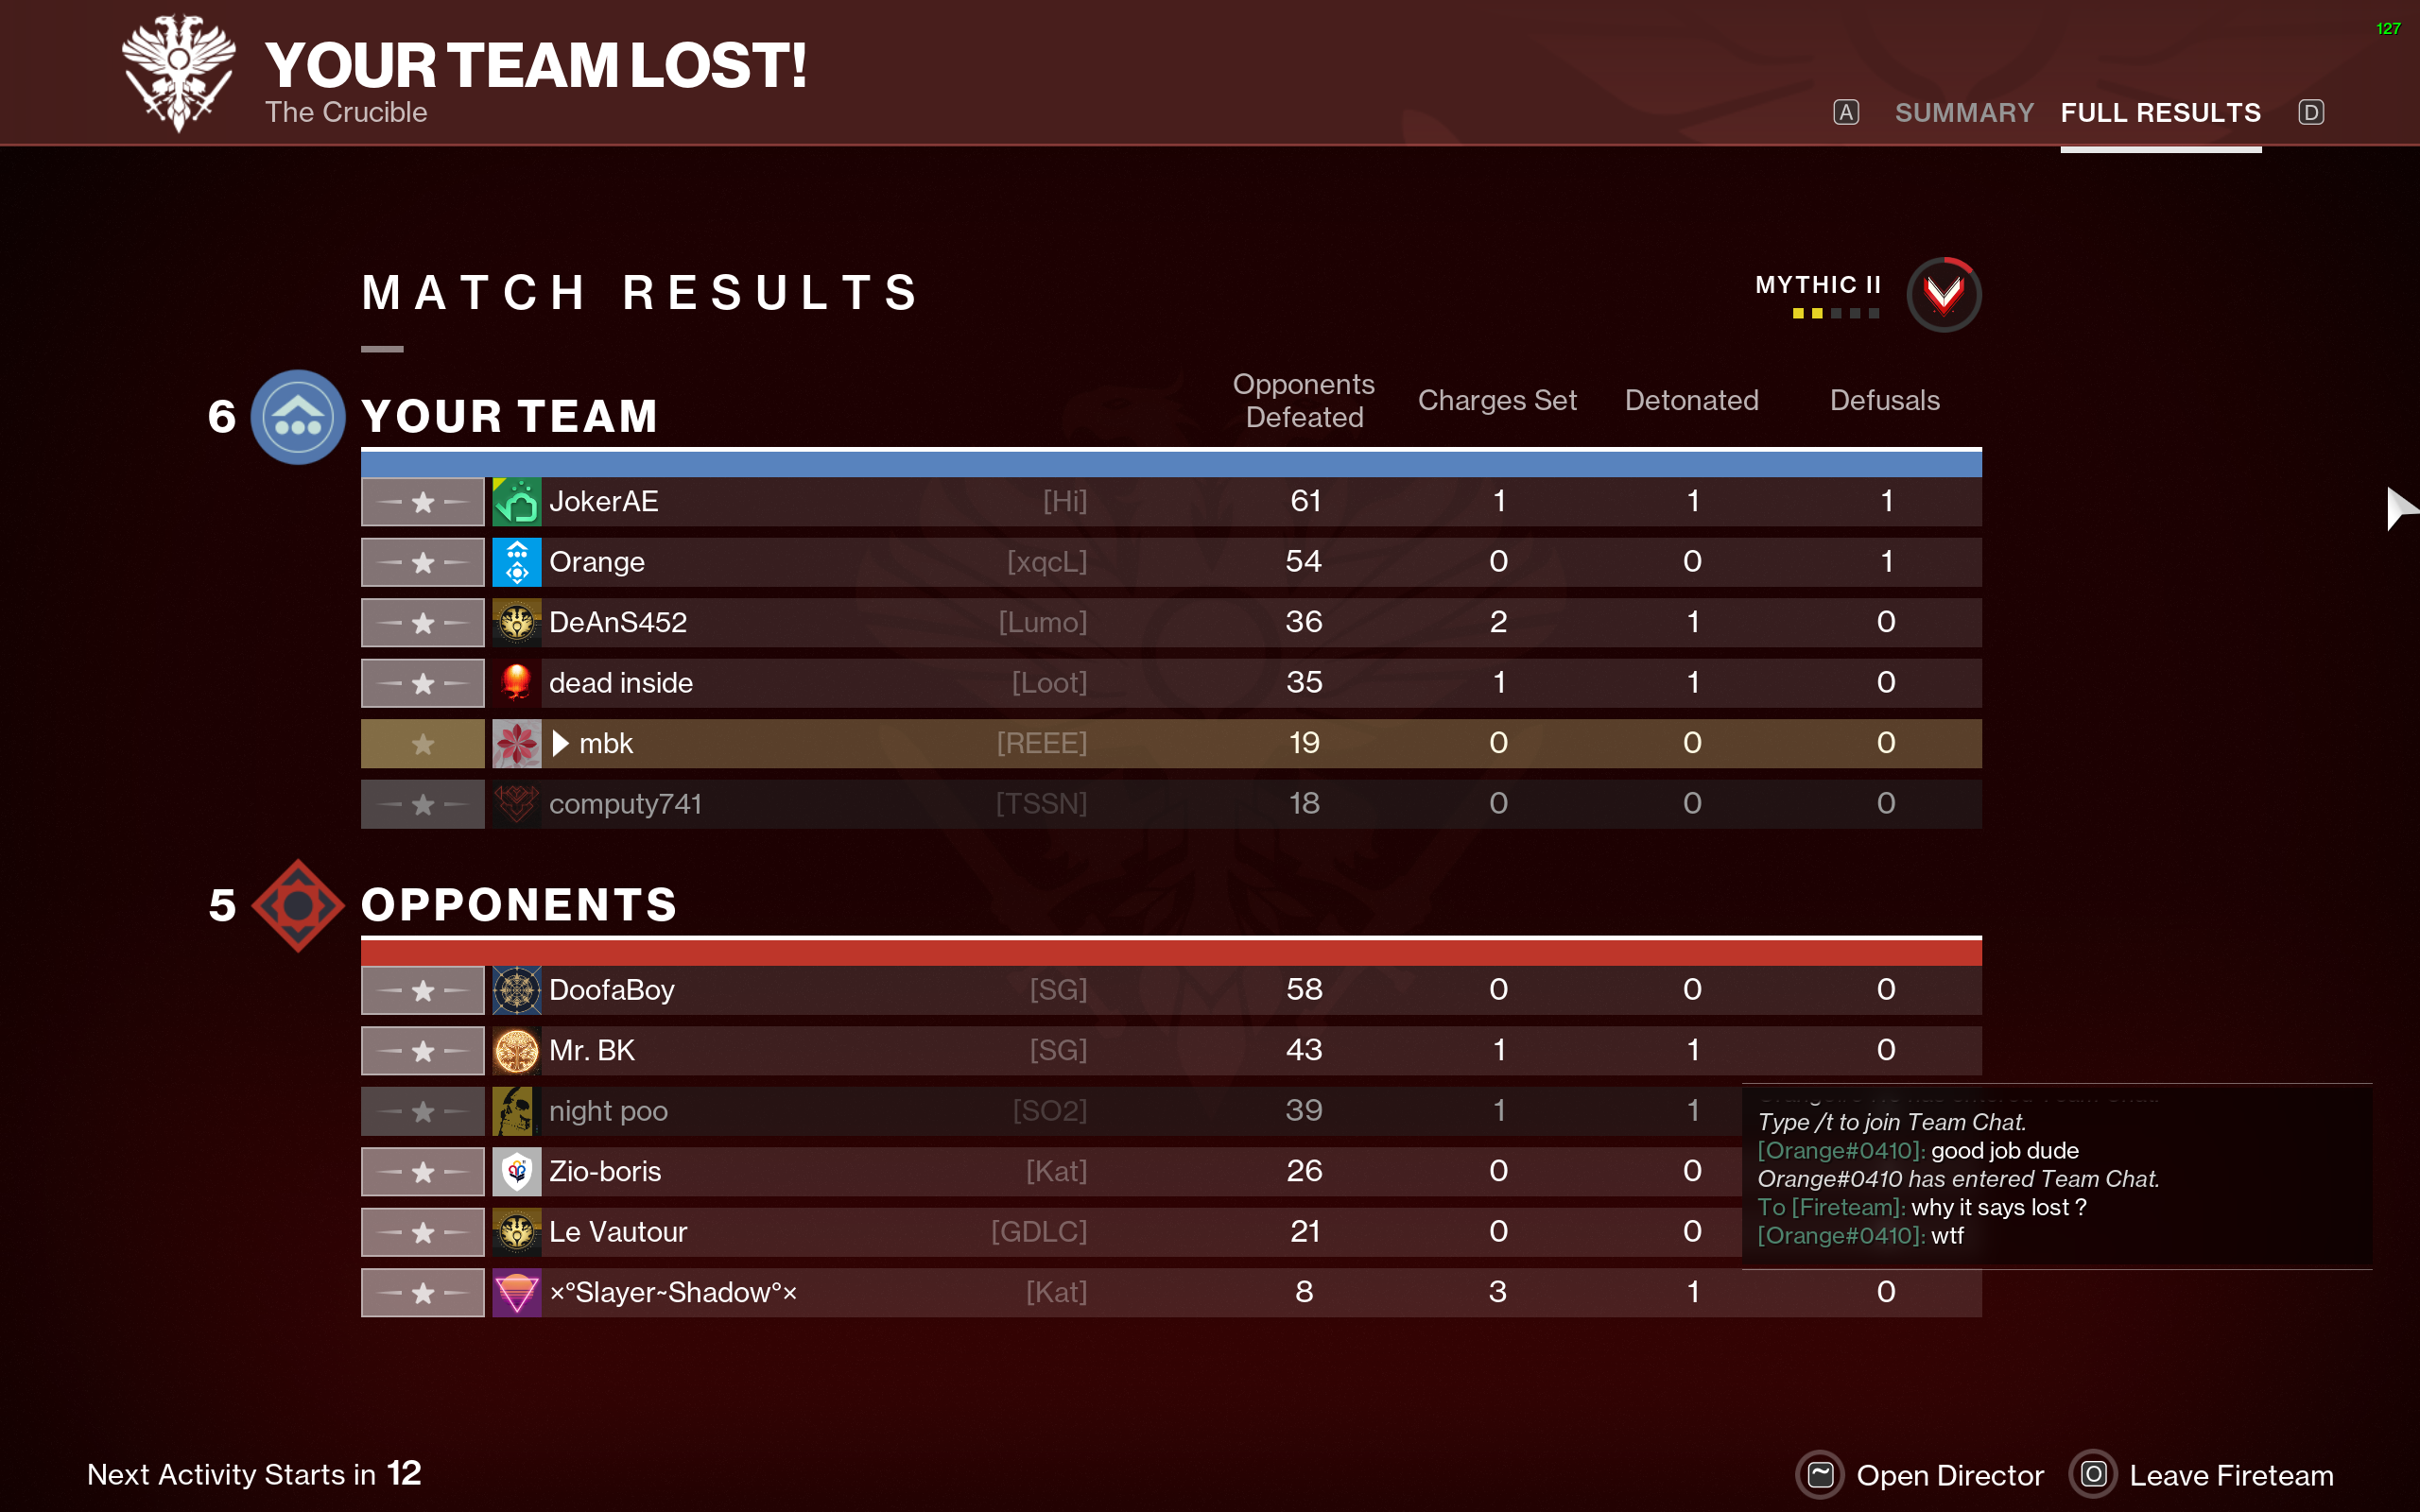 127
YOUR TEAM LOST!
The Crucible
A SUMMARY FULL RESULTS D
MATCH RESULTS
MYTHIC II
6 YOUR TEAM
Opponents Defeated Charges Set Detonated Defusals
JokerAE [Hi] 61 1 1 1
Orange [xqcL] 54 0 0 1
DeAnS452 [Lumo] 36 2 1 0
dead inside [Loot] 35 1 1 0
mbk [REEE] 19 0 0 0
computy741 [TSSN] 18 0 0 0
5 OPPONENTS
DoofaBoy [SG] 58 0 0 0
Mr. BK [SG] 43 1 1 0
night poo [SO2] 39 1 1
Zio-boris [Kat] 26 0 0
Le Vautour [GDLC] 21 0 0
×°Slayer~Shadow°× [Kat] 8 3 1 0
Type /t to join Team Chat.
[Orange#0410]: good job dude
Orange#0410 has entered Team Chat.
To [Fireteam]: why it says lost ?
[Orange#0410]: wtf
Next Activity Starts in 12
~ Open Director O Leave Fireteam